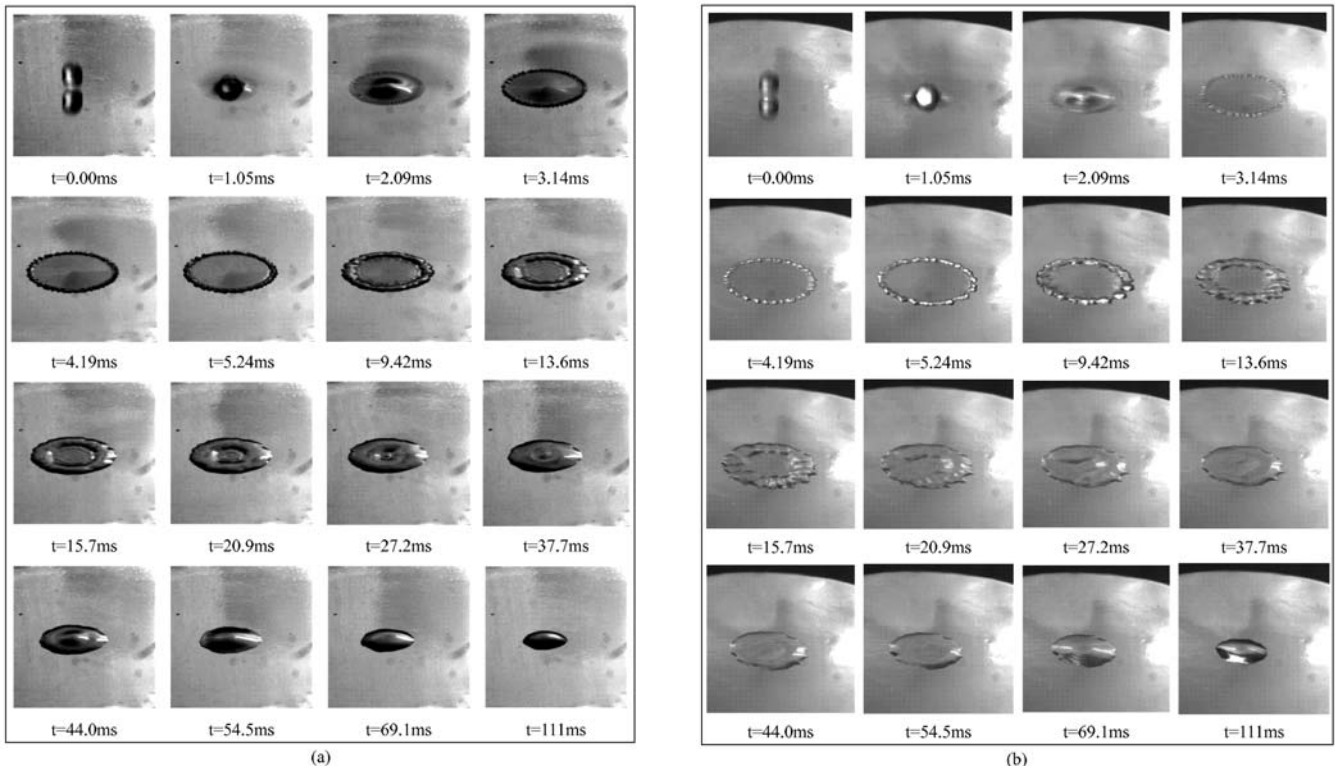 t=0.00ms t=1.05ms t=2.09ms t=3.14ms
t=4.19ms t=5.24ms t=9.42ms t=13.6ms
t=15.7ms t=20.9ms t=27.2ms t=37.7ms
t=44.0ms t=54.5ms t=69.1ms t=111ms
(a)
t=0.00ms t=1.05ms t=2.09ms t=3.14ms
t=4.19ms t=5.24ms t=9.42ms t=13.6ms
t=15.7ms t=20.9ms t=27.2ms t=37.7ms
t=44.0ms t=54.5ms t=69.1ms t=111ms
(b)